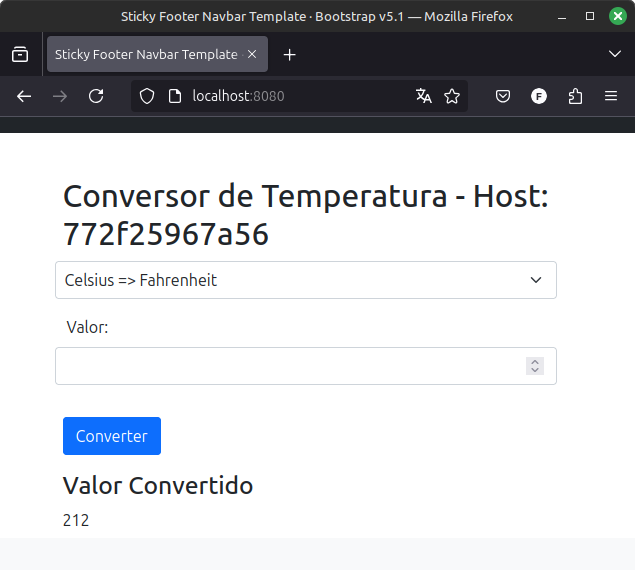 Sticky Footer Navbar Template · Bootstrap v5.1 — Mozilla Firefox
Sticky Footer Navbar Template ·
localhost:8080
F
Conversor de Temperatura - Host:
772f25967a56
Celsius => Fahrenheit
Valor:
Converter
Valor Convertido
212